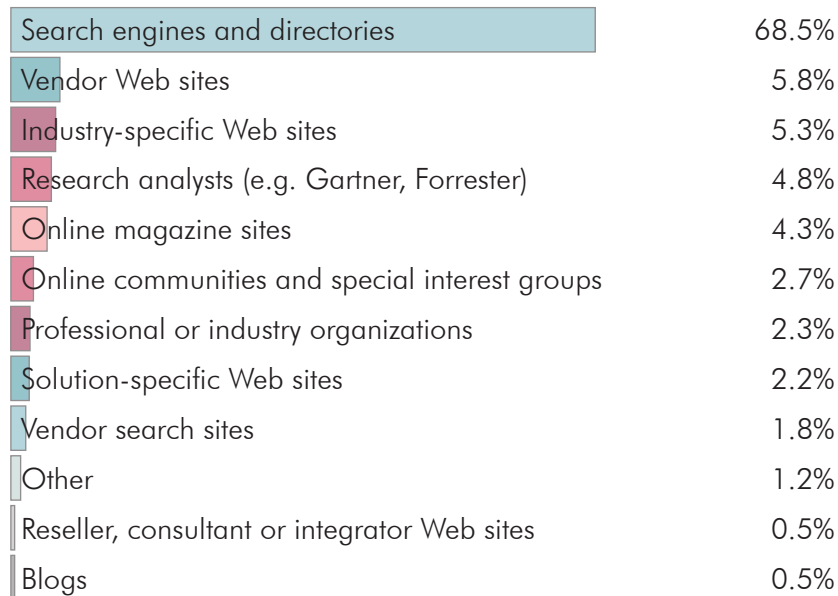 Search engines and directories 68.5%
Vendor Web sites 5.8%
Industry-specific Web sites 5.3%
Research analysts (e.g. Gartner, Forrester) 4.8%
Online magazine sites 4.3%
Online communities and special interest groups 2.7%
Professional or industry organizations 2.3%
Solution-specific Web sites 2.2%
Vendor search sites 1.8%
Other 1.2%
Reseller, consultant or integrator Web sites 0.5%
Blogs 0.5%